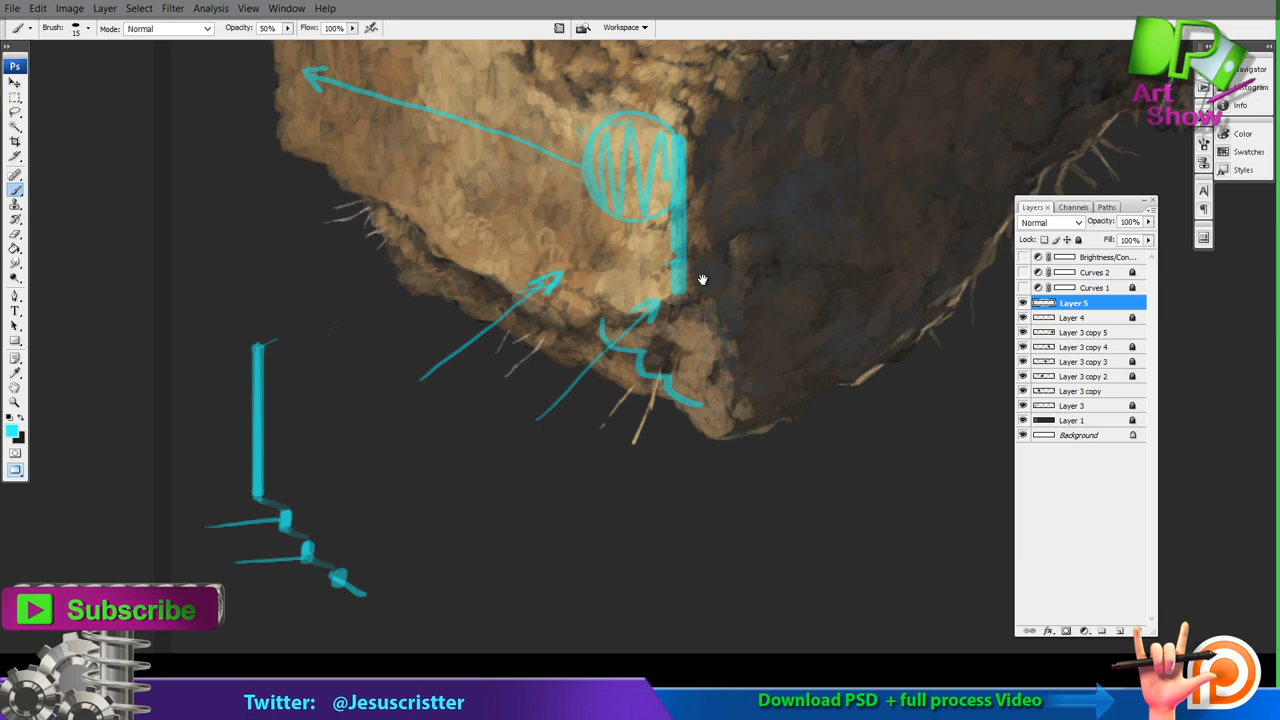 File Edit Image Layer Select Filter Analysis View Window Help
Brush: 15 Mode: Normal Opacity: 50% Flow: 100% Workspace
Ps
DP
Art
Show
Navigator
Histogram
Info
Color
Swatches
Styles
Layers Channels Paths
Normal Opacity: 100%
Lock: Fill: 100%
Brightness/Con...
Curves 2
Curves 1
Layer 5
Layer 4
Layer 3 copy 5
Layer 3 copy 4
Layer 3 copy 3
Layer 3 copy 2
Layer 3 copy
Layer 3
Layer 1
Background
Subscribe
Twitter: @Jesuscristter
Download PSD + full process Video